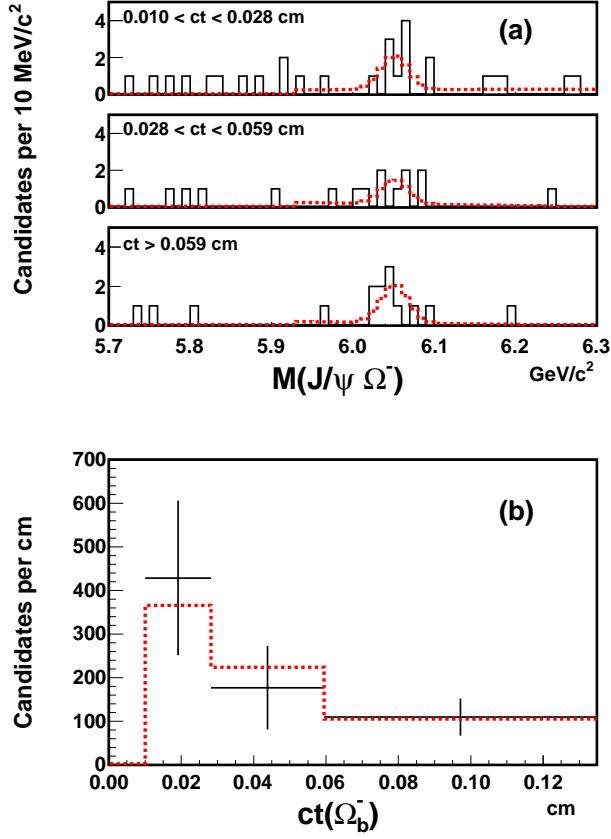 Candidates per 10 MeV/c²
0.010 < ct < 0.028 cm
(a)
4
2
0
0.028 < ct < 0.059 cm
4
2
0
ct > 0.059 cm
4
2
0
5.7 5.8 5.9 6.0 6.1 6.2 6.3
M(J/ψ Ω⁻)
GeV/c²
Candidates per cm
(b)
700
600
500
400
300
200
100
0
0.00 0.02 0.04 0.06 0.08 0.10 0.12
ct(Ω_b⁻)
cm